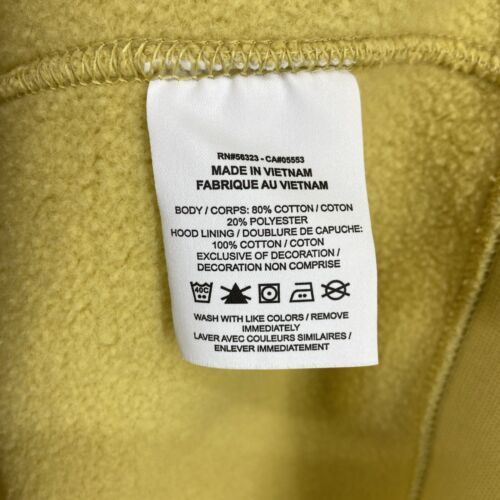 RN#56323 - CA#05553
MADE IN VIETNAM
FABRIQUE AU VIETNAM
BODY / CORPS: 80% COTTON / COTON
20% POLYESTER
HOOD LINING / DOUBLURE DE CAPUCHE:
100% COTTON / COTON
EXCLUSIVE OF DECORATION /
DECORATION NON COMPRISE
40C
WASH WITH LIKE COLORS / REMOVE
IMMEDIATELY
LAVER AVEC COULEURS SIMILAIRES /
ENLEVER IMMEDIATEMENT